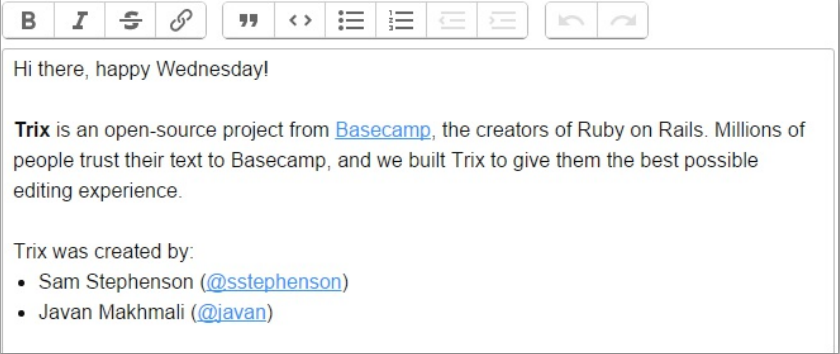 Hi there, happy Wednesday!
Trix is an open-source project from Basecamp, the creators of Ruby on Rails. Millions of
people trust their text to Basecamp, and we built Trix to give them the best possible
editing experience.
Trix was created by:
• Sam Stephenson (@sstephenson)
• Javan Makhmali (@javan)